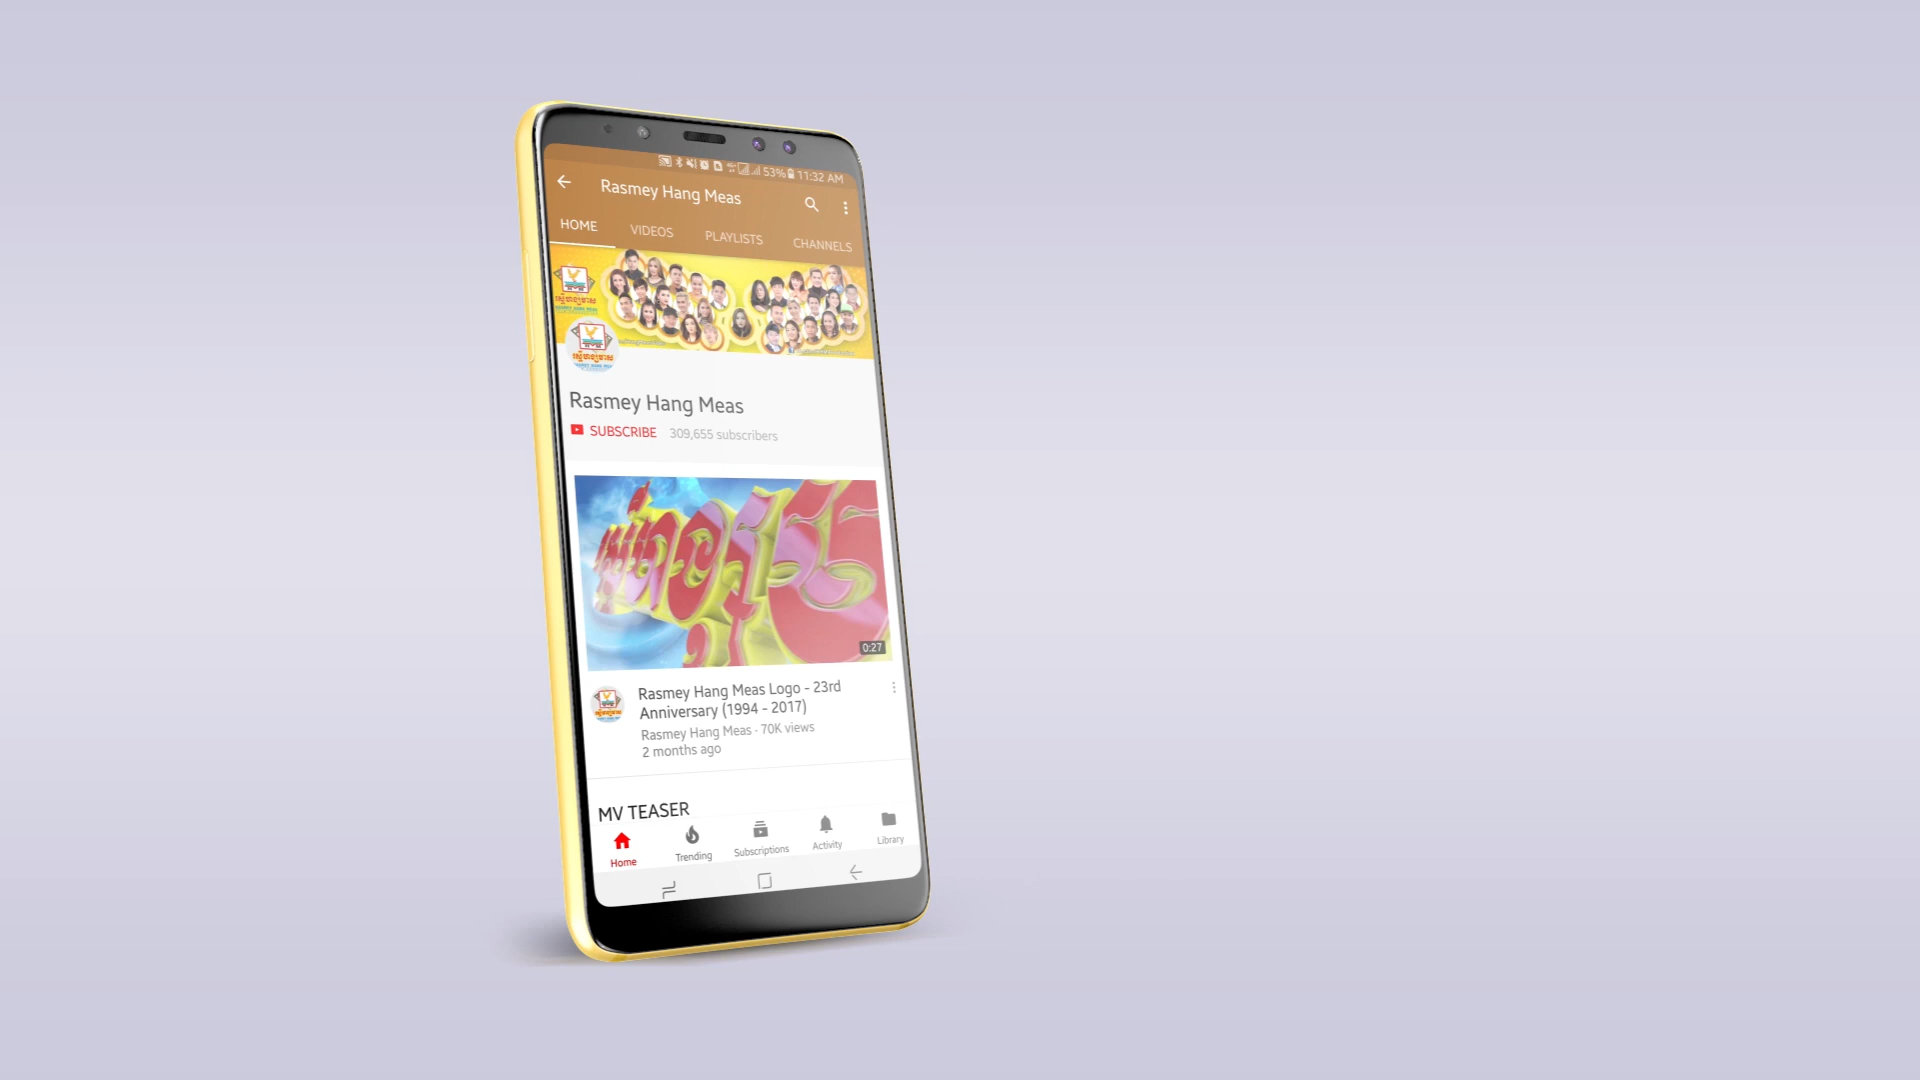 53% 11:32 AM
Rasmey Hang Meas
HOME VIDEOS PLAYLISTS CHANNELS
Rasmey Hang Meas
SUBSCRIBE 309,655 subscribers
0:27
Rasmey Hang Meas Logo - 23rd
Anniversary (1994 - 2017)
Rasmey Hang Meas · 70K views
2 months ago
MV TEASER
Home Trending Subscriptions Activity Library